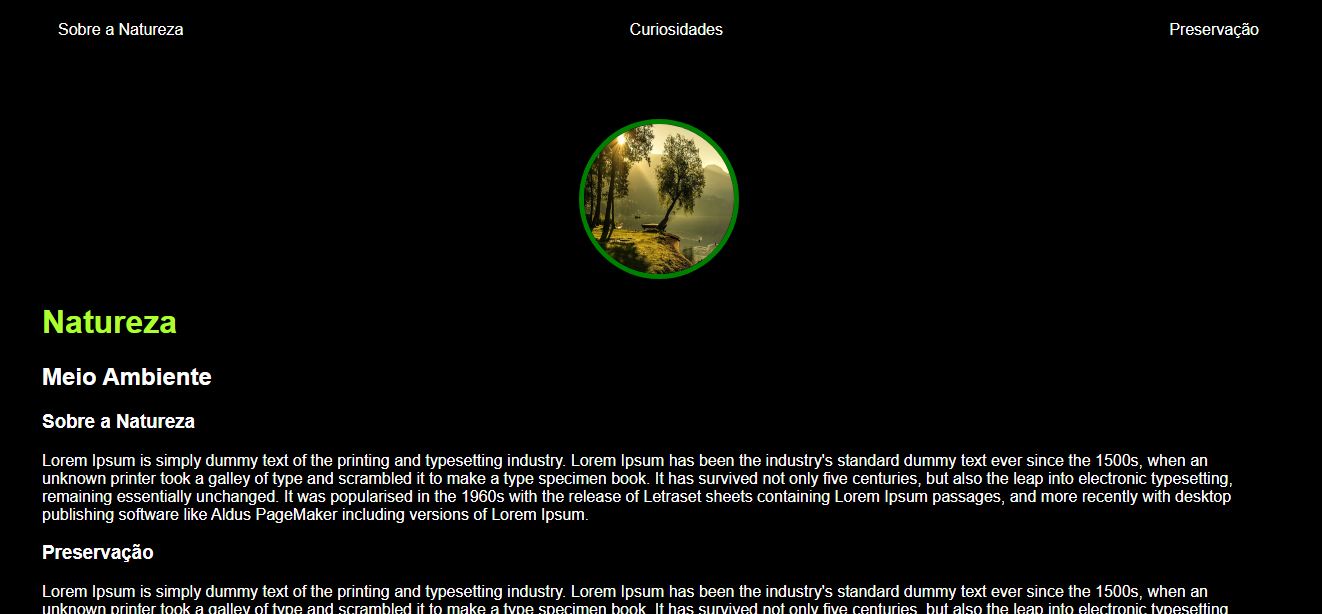 Sobre a Natureza
Curiosidades
Preservação
Natureza
Meio Ambiente
Sobre a Natureza
Lorem Ipsum is simply dummy text of the printing and typesetting industry. Lorem Ipsum has been the industry's standard dummy text ever since the 1500s, when an
unknown printer took a galley of type and scrambled it to make a type specimen book. It has survived not only five centuries, but also the leap into electronic typesetting,
remaining essentially unchanged. It was popularised in the 1960s with the release of Letraset sheets containing Lorem Ipsum passages, and more recently with desktop
publishing software like Aldus PageMaker including versions of Lorem Ipsum.
Preservação
Lorem Ipsum is simply dummy text of the printing and typesetting industry. Lorem Ipsum has been the industry's standard dummy text ever since the 1500s, when an
unknown printer took a galley of type and scrambled it to make a type specimen book. It has survived not only five centuries, but also the leap into electronic typesetting